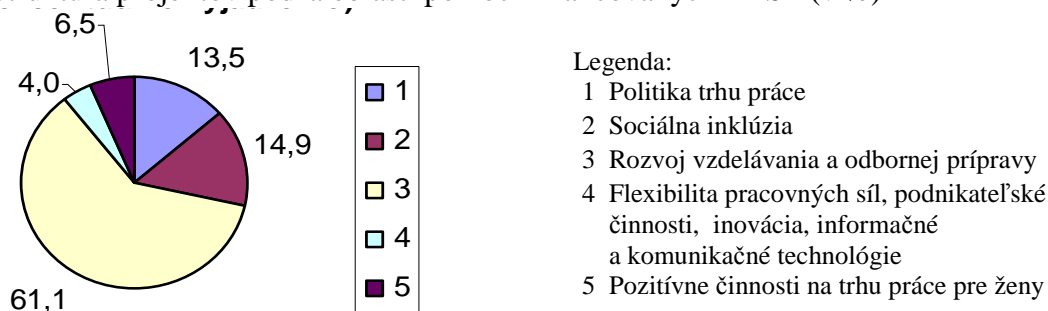 6,5
13,5
4,0
14,9
61,1
1
2
3
4
5
Legenda:
1 Politika trhu práce
2 Sociálna inklúzia
3 Rozvoj vzdelávania a odbornej prípravy
4 Flexibilita pracovných síl, podnikateľské
činnosti, inovácia, informačné
a komunikačné technológie
5 Pozitívne činnosti na trhu práce pre ženy